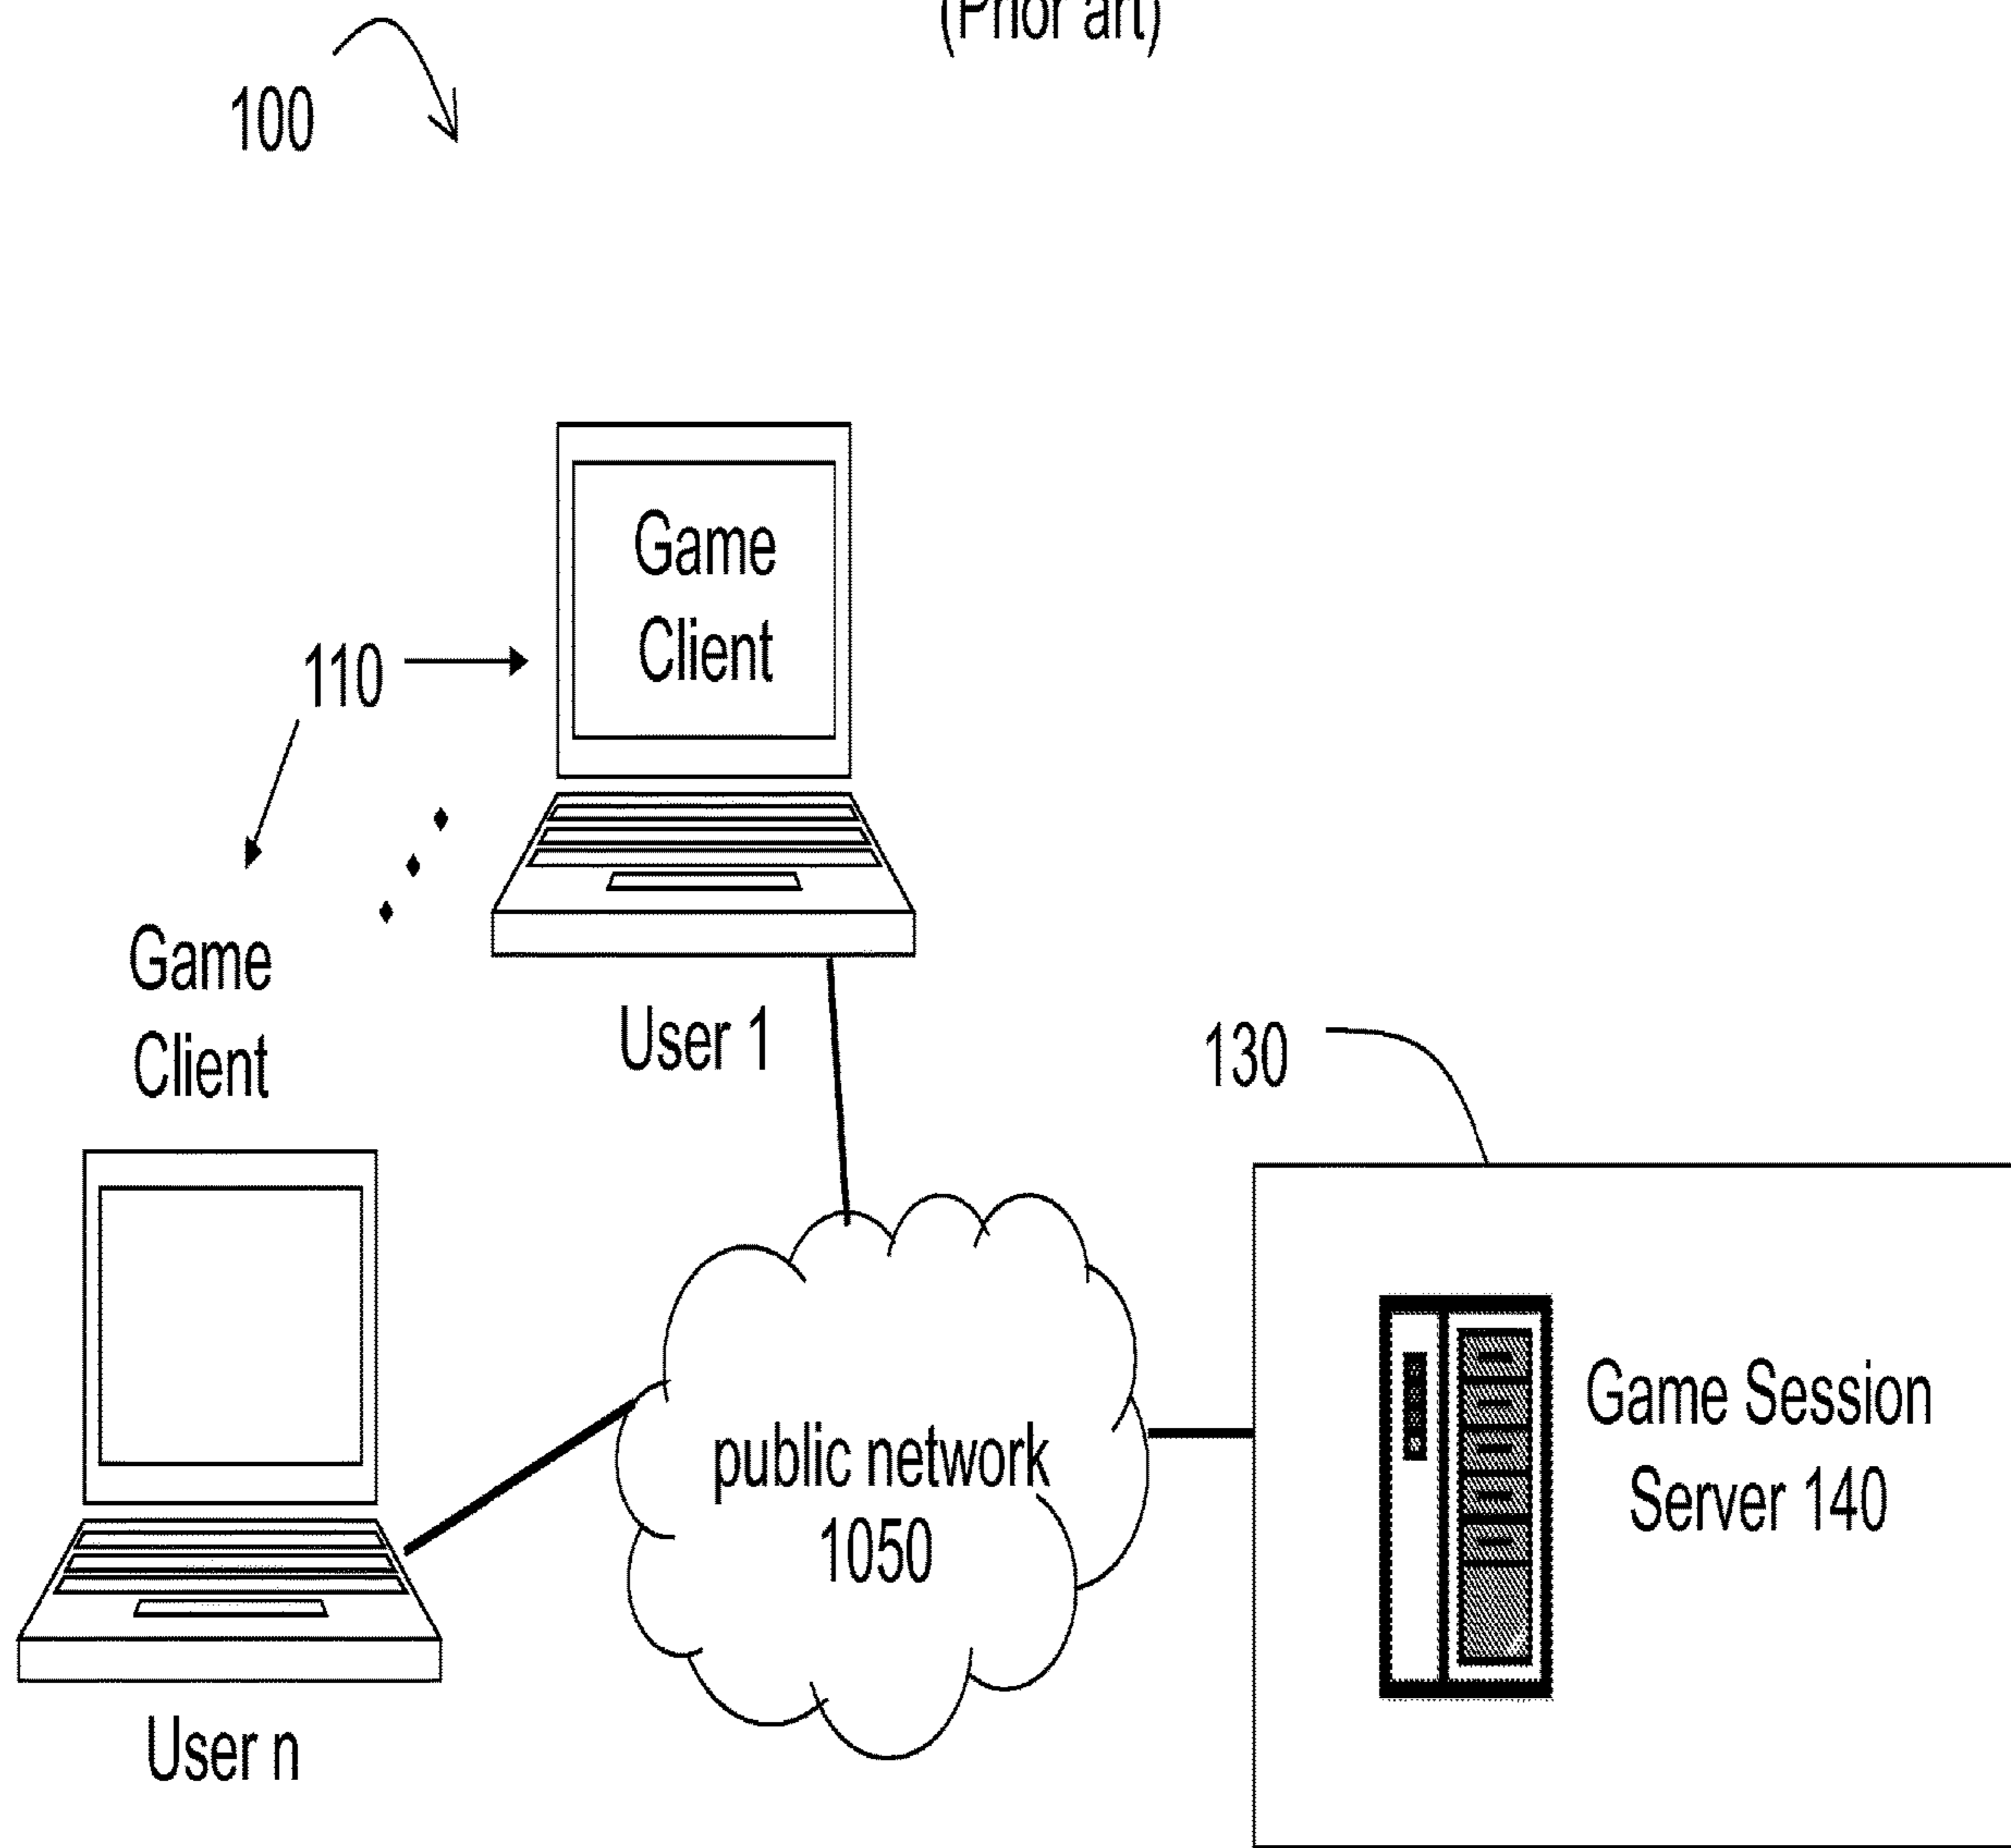 (Prior art)
100
Game
Client
110
Game
Client
User 1
130
public network
1050
Game Session
Server 140
User n